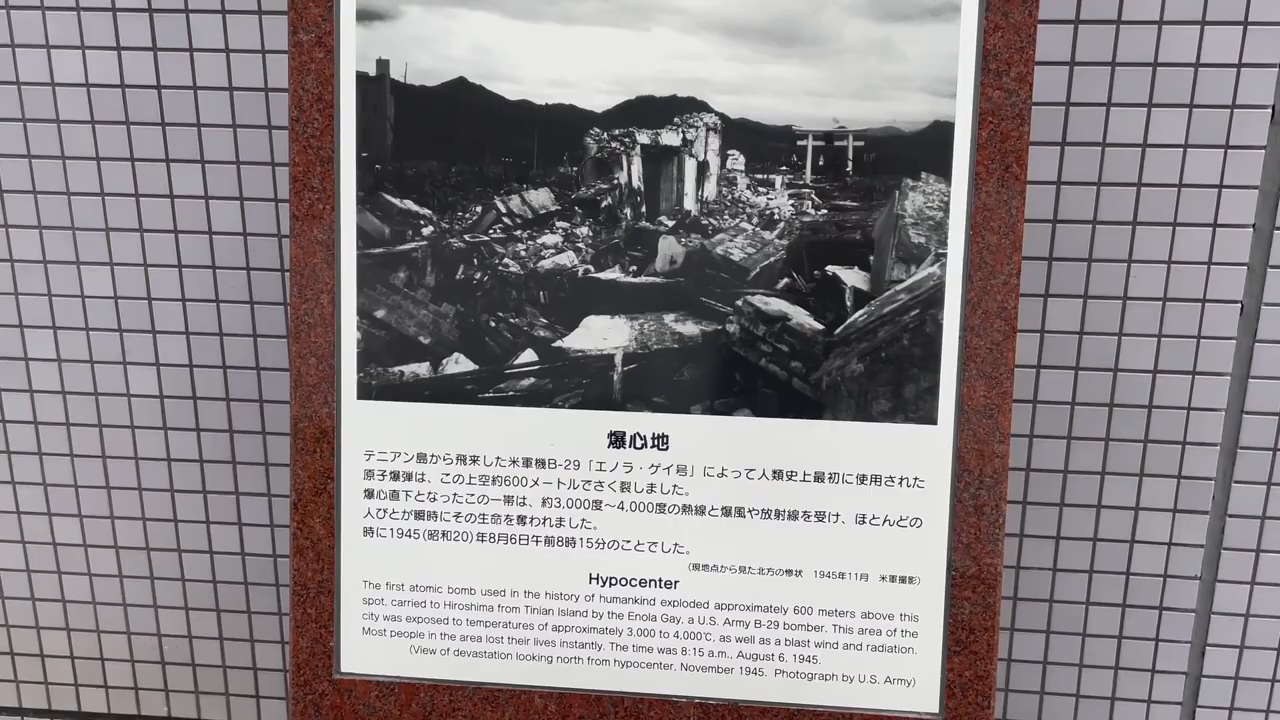 爆心地
テニアン島から飛来した米軍機B-29「エノラ・ゲイ号」によって人類史上最初に使用された
原子爆弾は、この上空約600メートルでさく裂しました。
爆心直下となったこの一帯は、約3,000度～4,000度の熱線と爆風や放射線を受け、ほとんどの
人びとが瞬時にその生命を奪われました。
時に1945(昭和20)年8月6日午前8時15分のことでした。
(現地点から見た北方の惨状 1945年11月 米軍撮影)
Hypocenter
The first atomic bomb used in the history of humankind exploded approximately 600 meters above this
spot, carried to Hiroshima from Tinian Island by the Enola Gay, a U.S. Army B-29 bomber. This area of the
city was exposed to temperatures of approximately 3,000 to 4,000℃, as well as a blast wind and radiation.
Most people in the area lost their lives instantly. The time was 8:15 a.m., August 6, 1945.
(View of devastation looking north from hypocenter, November 1945. Photograph by U.S. Army)